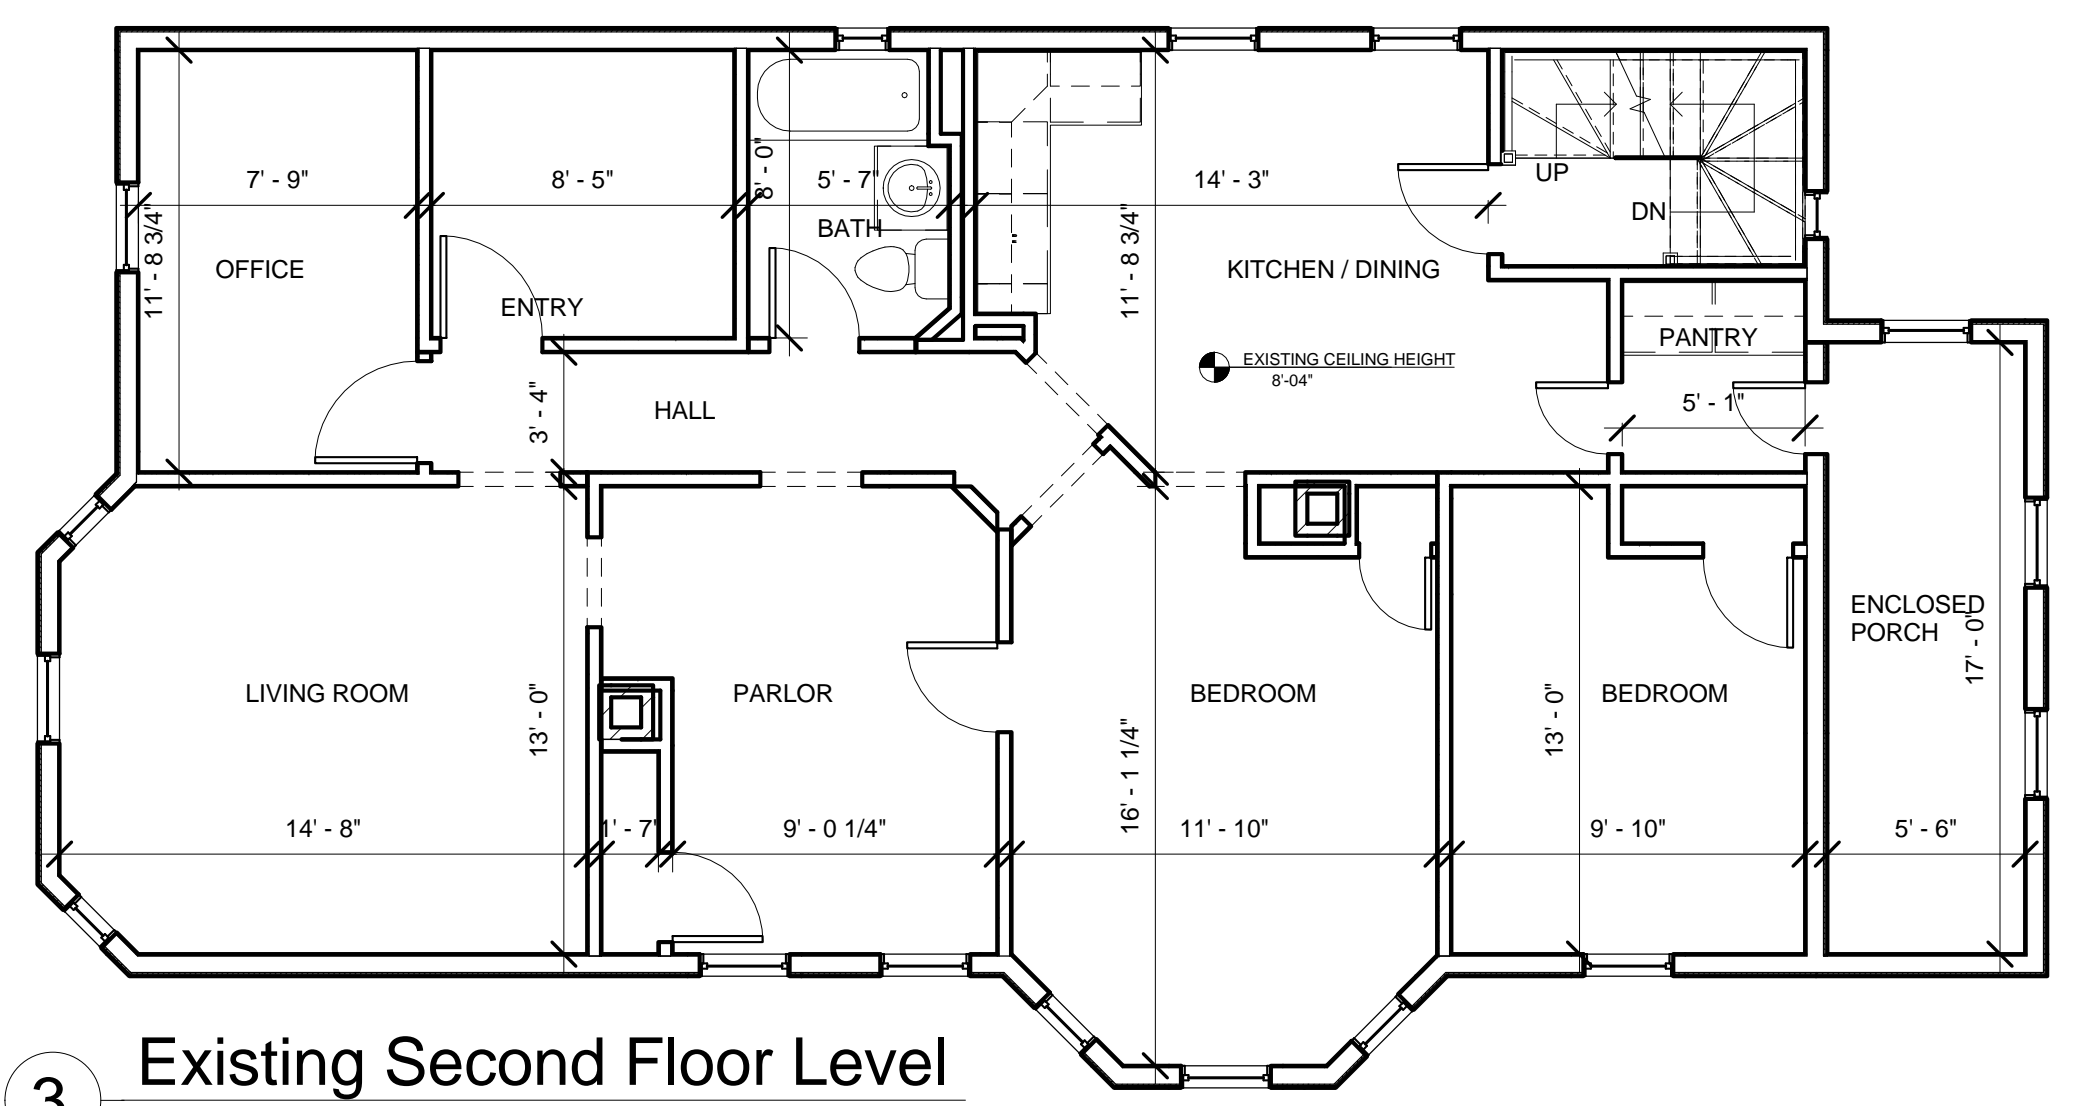 7' - 9"
8' - 5"
8' - 0"
5' - 7"
14' - 3"
UP
DN
BATH
11' - 8 3/4"
11' - 8 3/4"
"
OFFICE
ENTRY
KITCHEN / DINING
PANTRY
EXISTING CEILING HEIGHT
8'-04"
HALL
3' - 4"
5' - 1"
ENCLOSED
PORCH
17' - 0"
LIVING ROOM
PARLOR
BEDROOM
BEDROOM
13' - 0"
16' - 1 1/4"
13' - 0"
14' - 8"
1' - 7"
9' - 0 1/4"
11' - 10"
9' - 10"
5' - 6"
Existing Second Floor Level
3